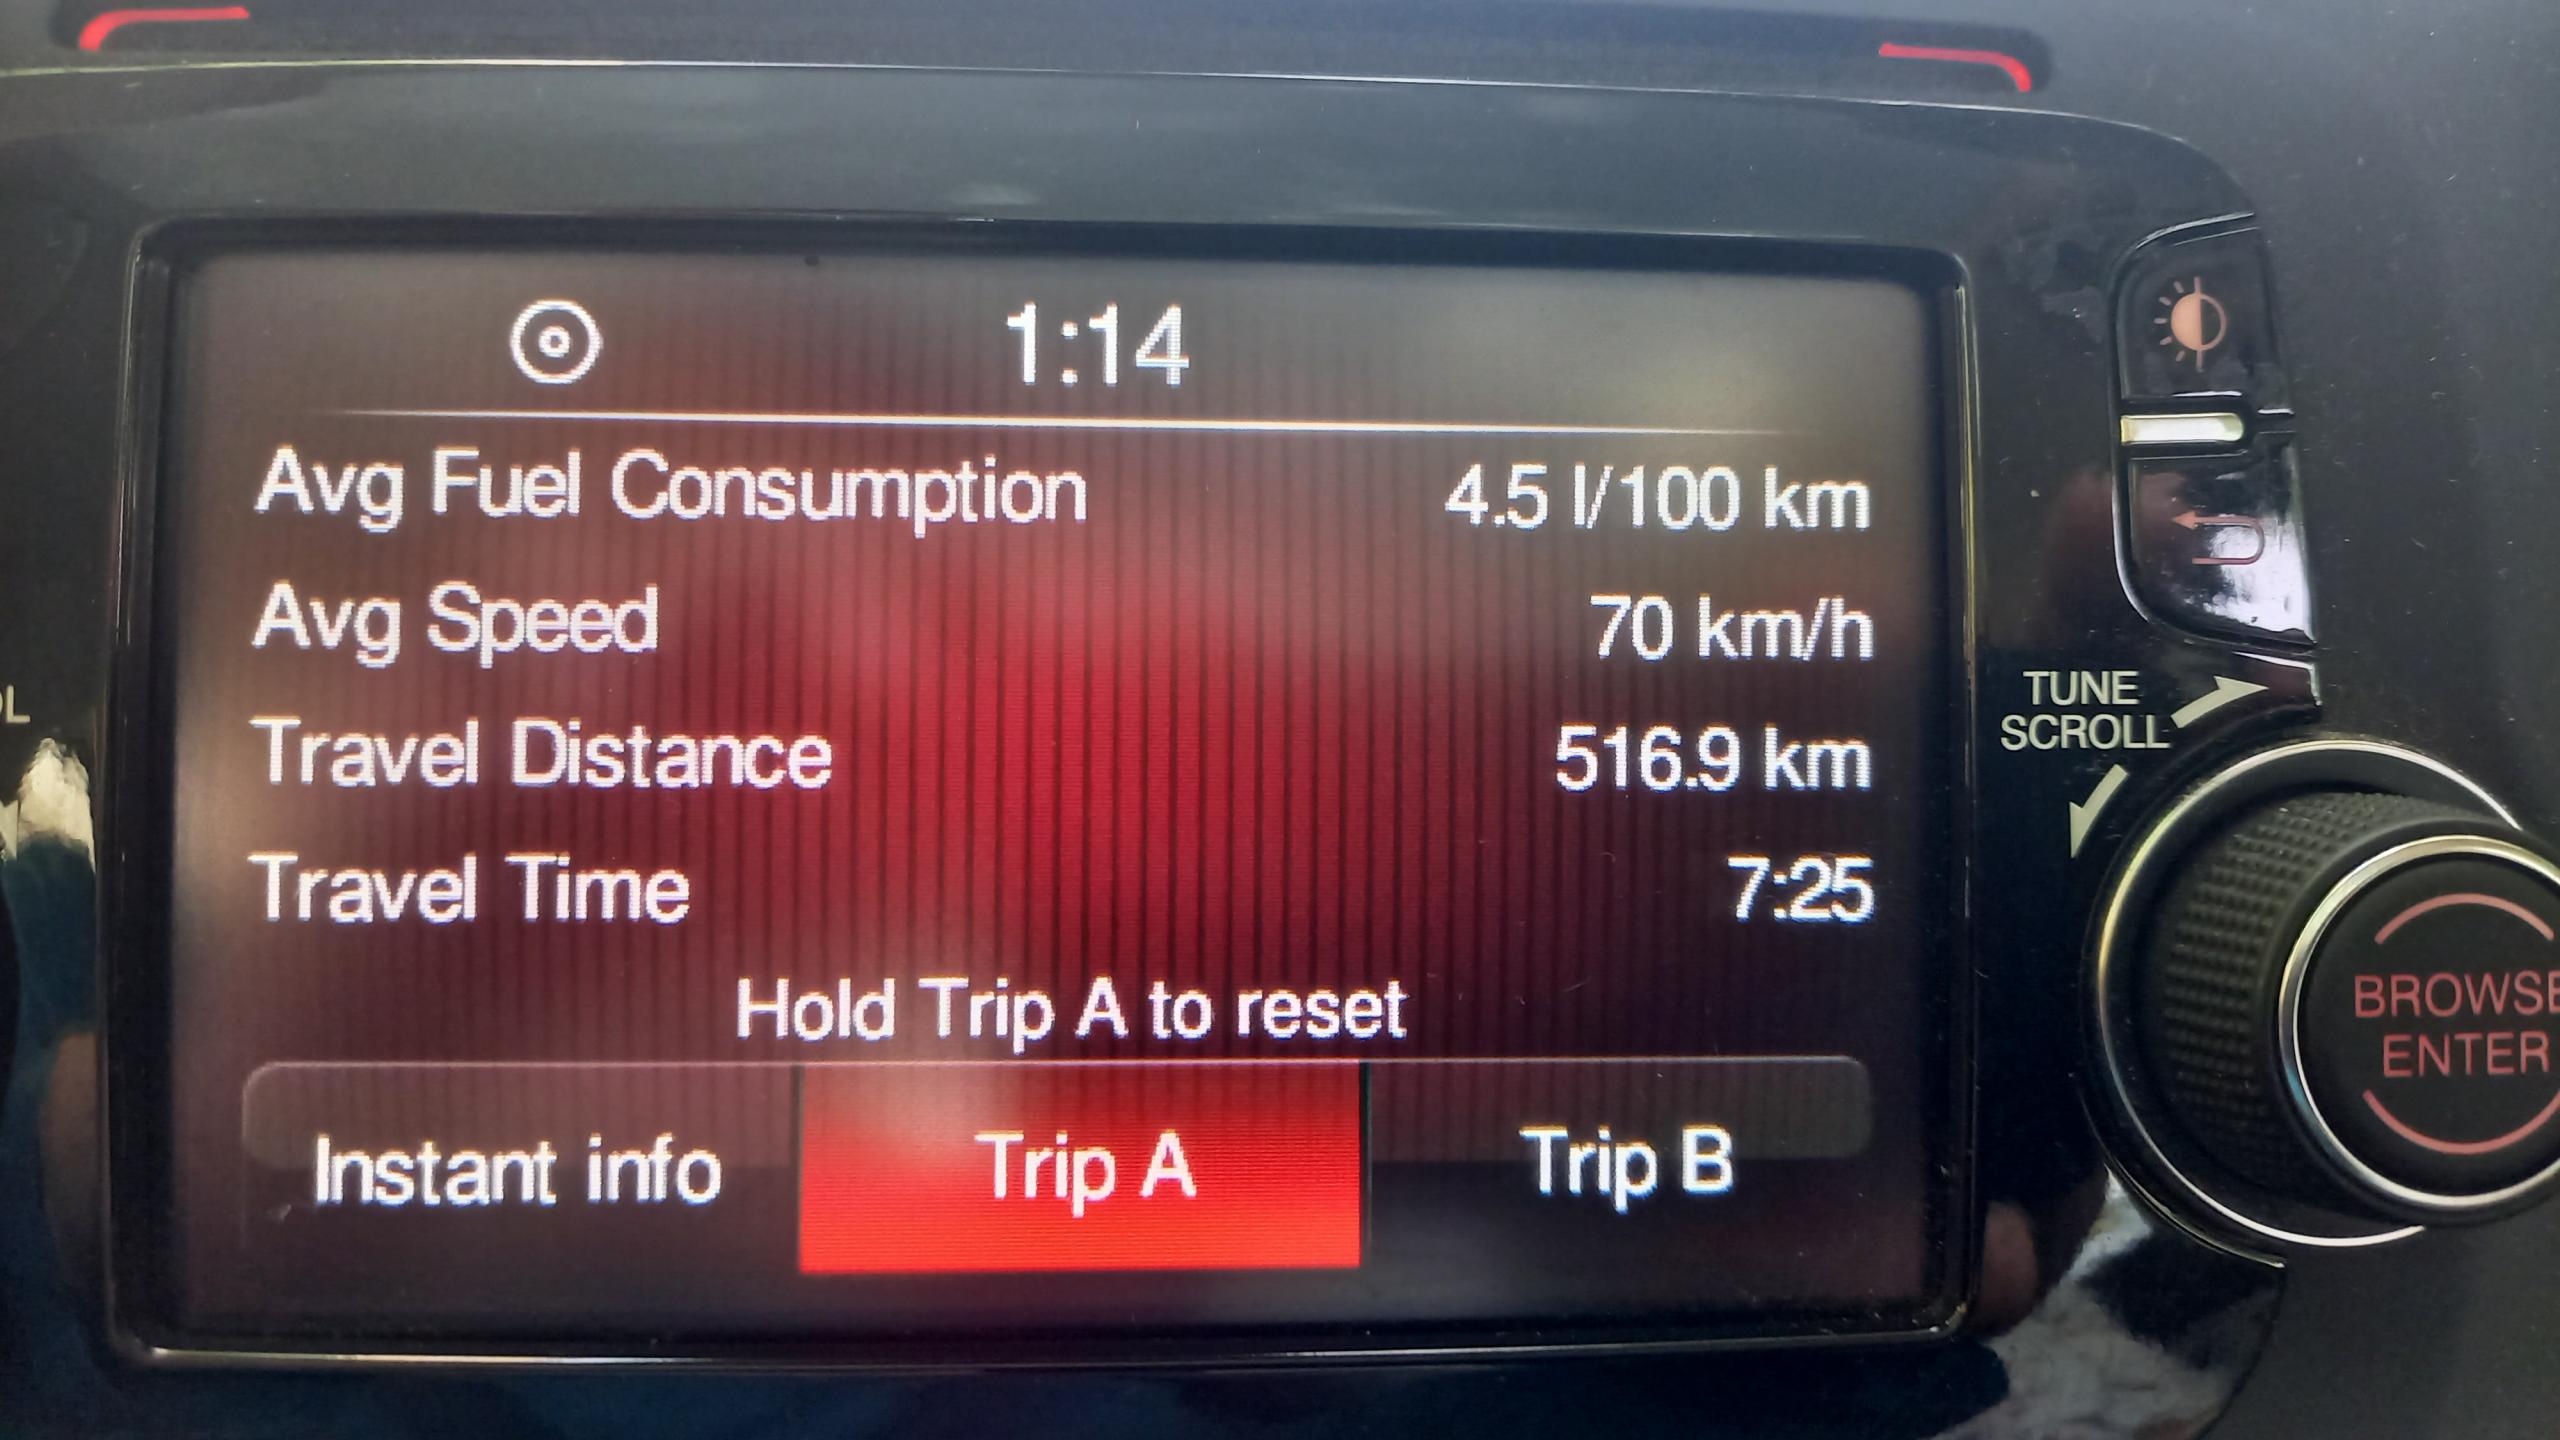 1:14
Avg Fuel Consumption 4.5 l/100 km
Avg Speed 70 km/h
Travel Distance 516.9 km
Travel Time 7:25
Hold Trip A to reset
Instant info Trip A Trip B
TUNE
SCROLL
BROWSE
ENTER